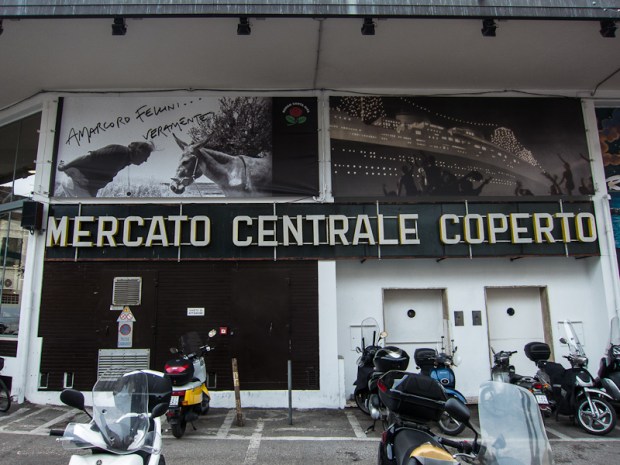 AMARCORD FELLINI...
VERAMENTE
MERCATO CENTRALE COPERTO